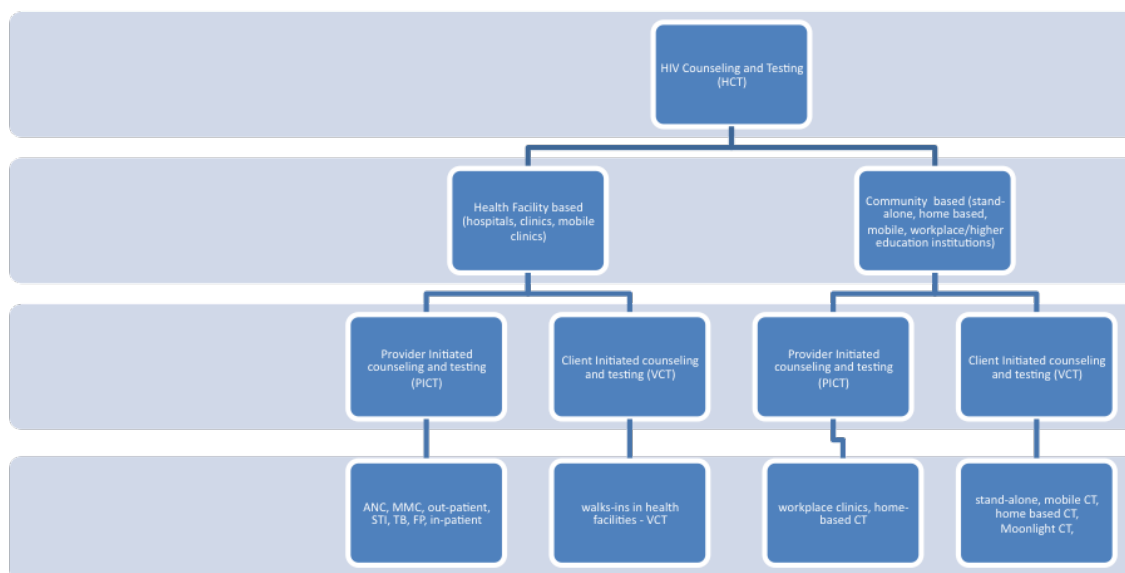 HIV Counseling and Testing
(HCT)
Health Facility based
(hospitals, clinics, mobile
clinics)
Community  based (stand-
alone, home based,
mobile, workplace/higher
education institutions)
Provider Initiated
counseling and testing
(PICT)
Client Initiated counseling
and testing (VCT)
Provider Initiated
counseling and testing
(PICT)
Client Initiated counseling
and testing (VCT)
ANC, MMC, out-patient,
STI, TB, FP, in-patient
walks-ins in health
facilities - VCT
workplace clinics, home-
based CT
stand-alone, mobile CT,
home based CT,
Moonlight CT,